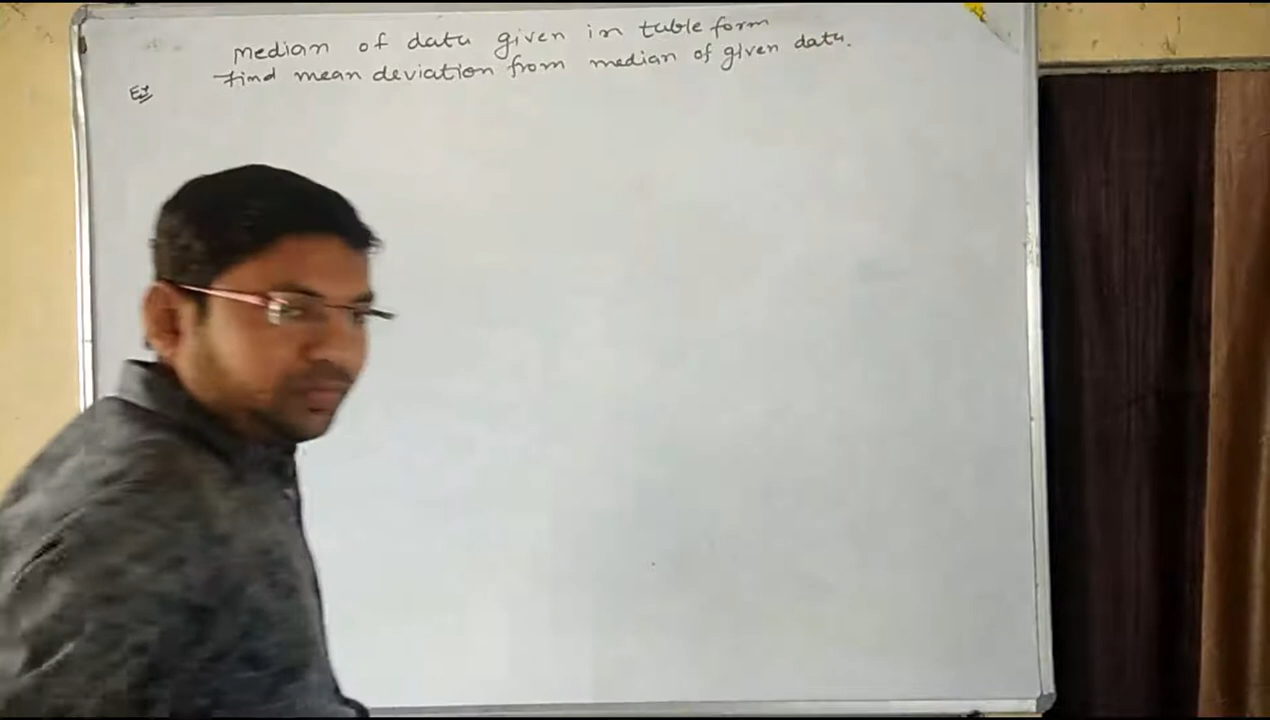 median of data given in table form
Ex find mean deviation from median of given data.